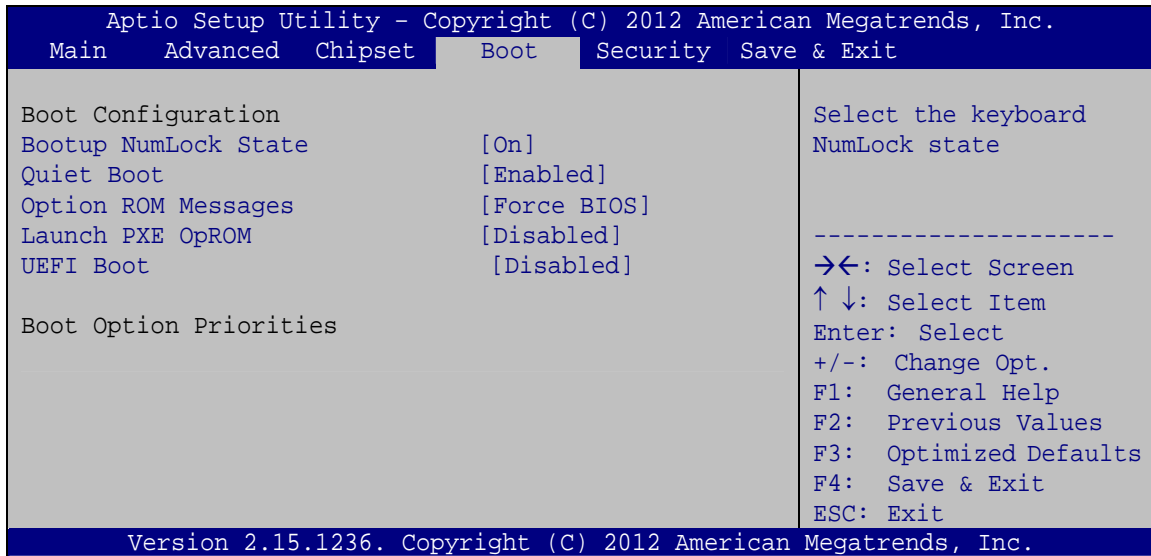 Aptio Setup Utility – Copyright (C) 2012 American Megatrends, Inc.
Main Advanced Chipset Boot Security Save & Exit
Boot Configuration
Bootup NumLock State [On]
Quiet Boot [Enabled]
Option ROM Messages [Force BIOS]
Launch PXE OpROM [Disabled]
UEFI Boot [Disabled]
Boot Option Priorities
Select the keyboard
NumLock state
---------------------
→←: Select Screen
↑ ↓: Select Item
Enter: Select
+/-: Change Opt.
F1: General Help
F2: Previous Values
F3: Optimized Defaults
F4: Save & Exit
ESC: Exit
Version 2.15.1236. Copyright (C) 2012 American Megatrends, Inc.